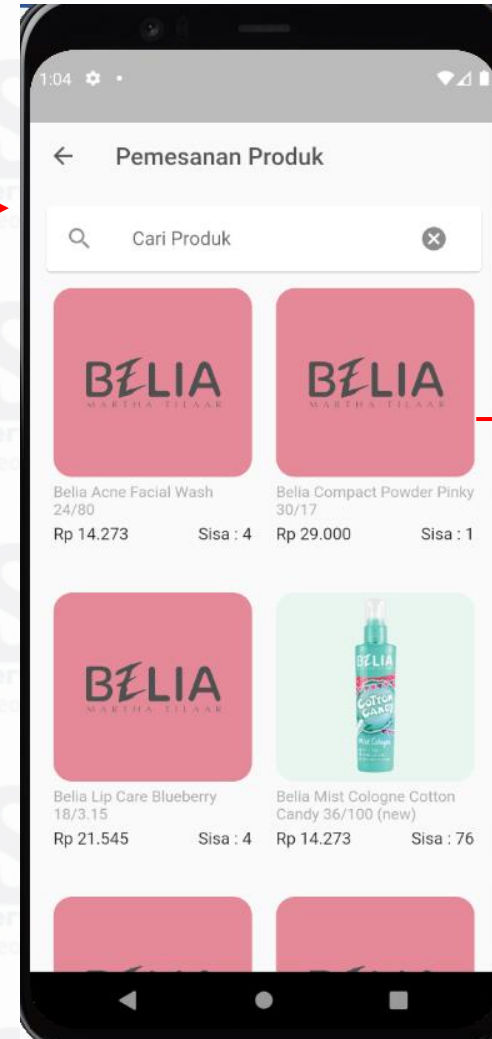 1:04
Pemesanan Produk
Cari Produk
BELIA
MARTHA TILAAR
BELIA
MARTHA TILAAR
Belia Acne Facial Wash
24/80
Rp 14.273 Sisa : 4
Belia Compact Powder Pinky
30/17
Rp 29.000 Sisa : 1
BELIA
MARTHA TILAAR
BELIA
COTTON
CANDY
Mist Cologne
Belia Lip Care Blueberry
18/3.15
Rp 21.545 Sisa : 4
Belia Mist Cologne Cotton
Candy 36/100 (new)
Rp 14.273 Sisa : 76